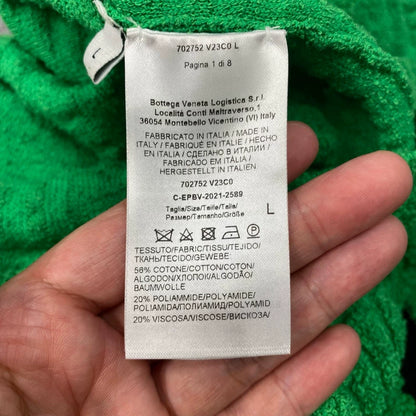 L
702752 V23C0 L
Pagina 1 di 8
Bottega Veneta Logistica S.r.l.
Località Conti Maltraverso,1
36054 Montebello Vicentino (VI) Italy
FABBRICATO IN ITALIA / MADE IN
ITALY / FABRIQUÉ EN ITALIE / HECHO
EN ITALIA / СДЕЛАНО В ИТАЛИИ /
FABRICADO EM ITÁLIA /
HERGESTELLT IN ITALIEN
702752 V23C0
C-EPBV-2021-2589
Taglia/Size/Taille/Talla/
Размер/Tamanho/Größe
L
TESSUTO/FABRIC/TISSU/TEJIDO/
ТКАНЬ/TECIDO/GEWEBE
58% COTONE/COTTON/COTON/
ALGODON/ХЛОПОК/ALGODÃO/
BAUMWOLLE
20% POLIAMMIDE/POLYAMIDE/
POLIAMIDA/ПОЛИАМИД/POLYAMID
20% VISCOSA/VISCOSE/ВИСКОЗА/